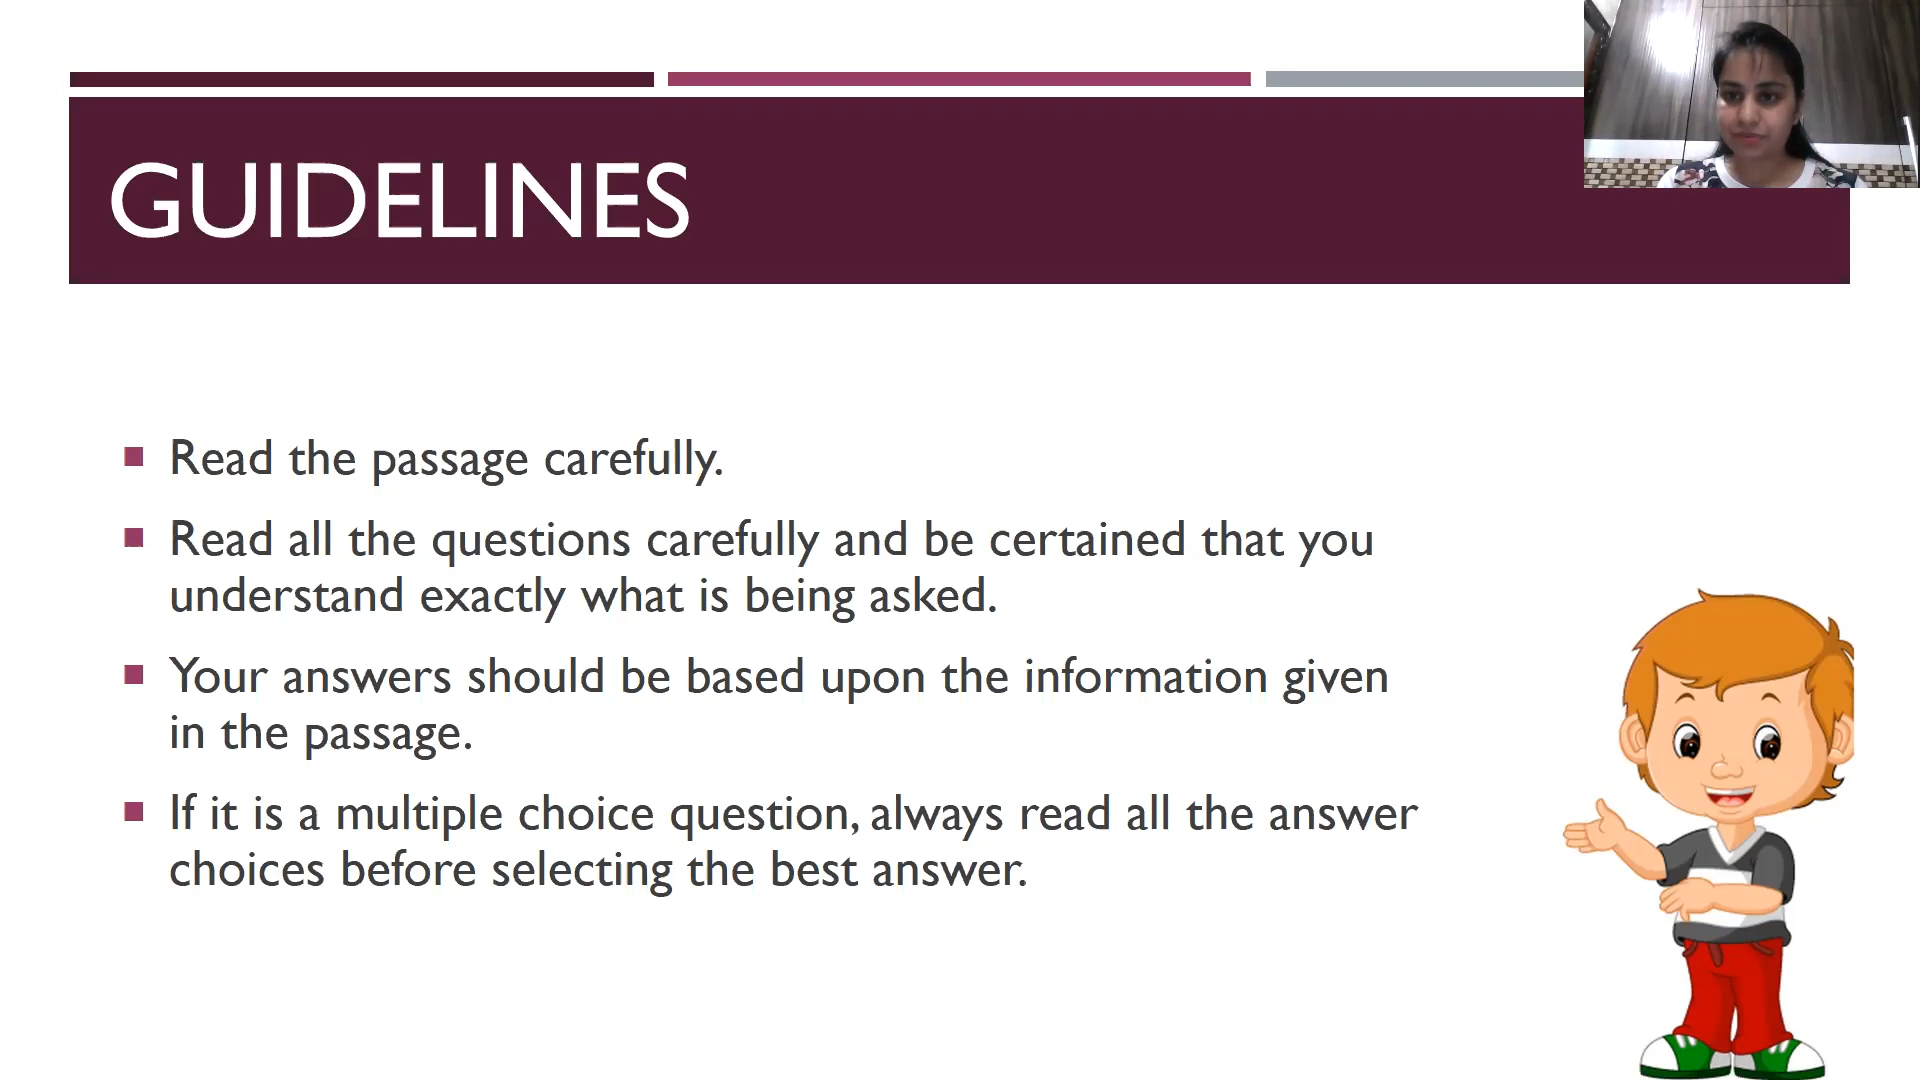 GUIDELINES
Read the passage carefully.
Read all the questions carefully and be certained that you
understand exactly what is being asked.
Your answers should be based upon the information given
in the passage.
If it is a multiple choice question, always read all the answer
choices before selecting the best answer.